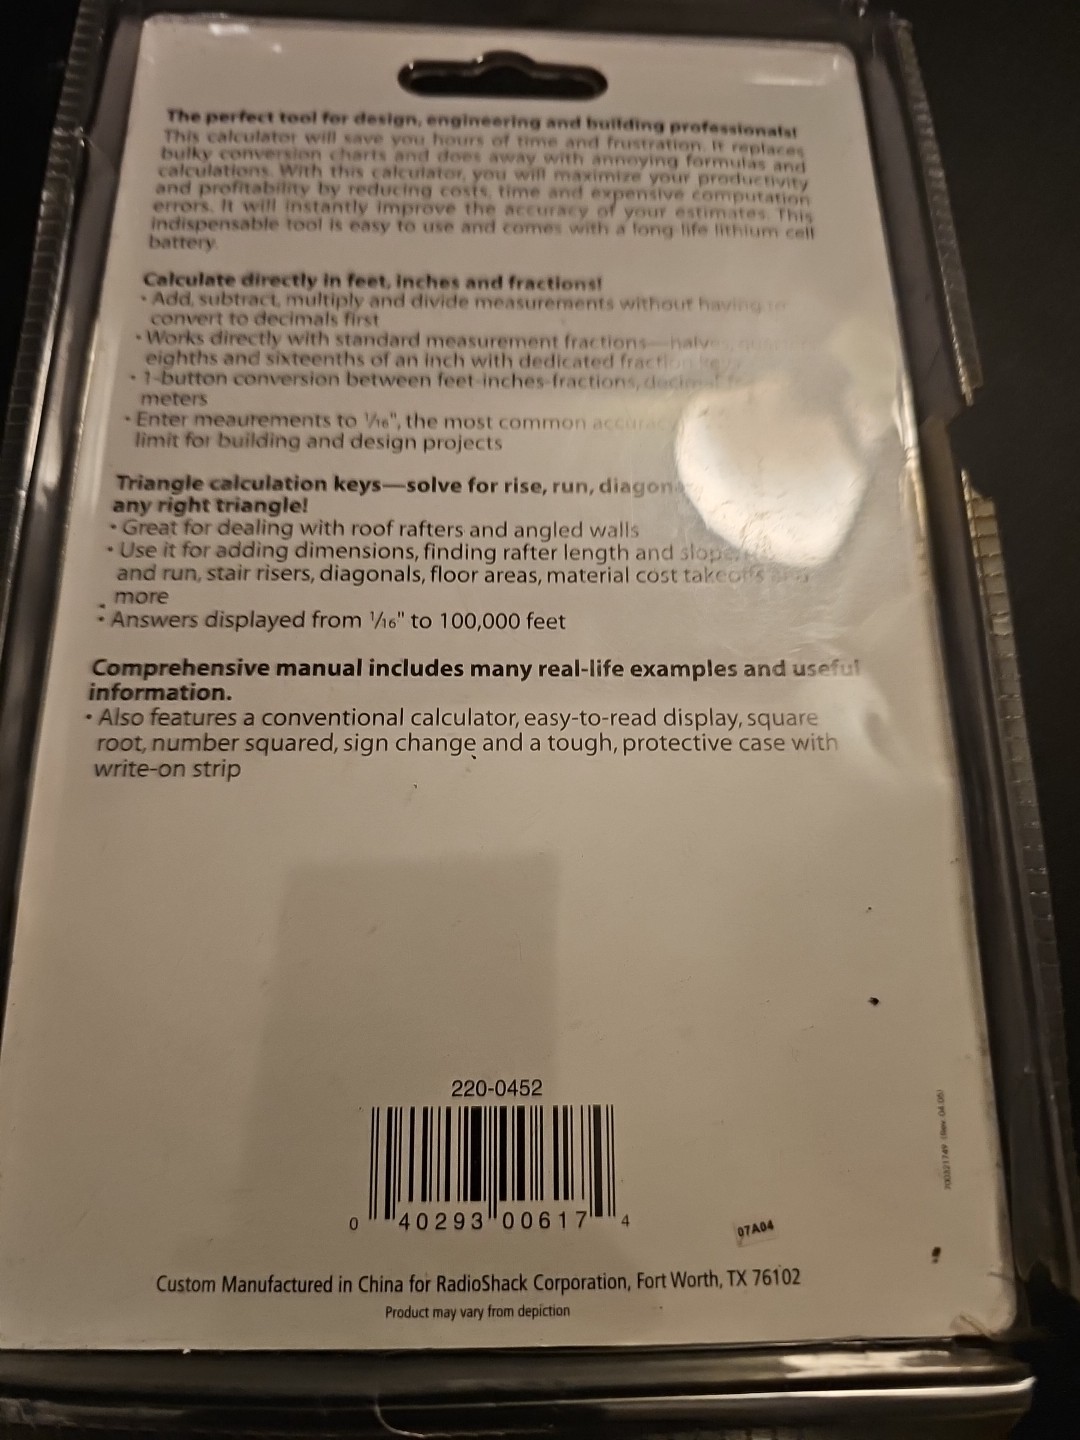 The perfect tool for design, engineering and building professionals!
This calculator will save you hours of time and frustration. It replaces
bulky conversion charts and does away with annoying formulas and
calculations. With this calculator, you will maximize your productivity
and profitability by reducing costs, time and expensive computation
errors. It will instantly improve the accuracy of your estimates. This
indispensable tool is easy to use and comes with a long-life lithium cell
battery.
Calculate directly in feet, inches and fractions!
• Add, subtract, multiply and divide measurements without having to
convert to decimals first
• Works directly with standard measurement fractions—halves,
eighths and sixteenths of an inch with dedicated fraction
• 1-button conversion between feet-inches-fractions, decimal
meters
• Enter meaurements to 1/16", the most common accuracy
limit for building and design projects
Triangle calculation keys—solve for rise, run,
any right triangle!
• Great for dealing with roof rafters and angled walls
• Use it for adding dimensions, finding rafter length and slope,
and run, stair risers, diagonals, floor areas, material cost takeoffs and
more
• Answers displayed from 1/16" to 100,000 feet
Comprehensive manual includes many real-life examples and useful
information.
• Also features a conventional calculator, easy-to-read display, square
root, number squared, sign change and a tough, protective case with
write-on strip
220-0452
0 40293 00617 4
07A04
Custom Manufactured in China for RadioShack Corporation, Fort Worth, TX 76102
Product may vary from depiction